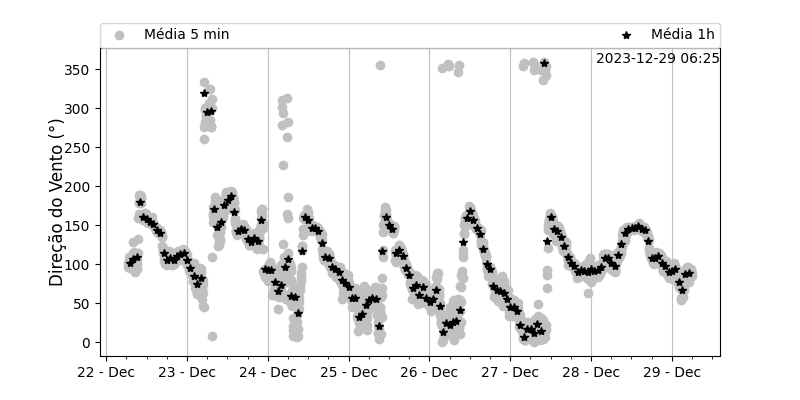 Média 5 min
Média 1h
2023-12-29 06:25
Direção do Vento (°)
350
300
250
200
150
100
50
0
22 - Dec
23 - Dec
24 - Dec
25 - Dec
26 - Dec
27 - Dec
28 - Dec
29 - Dec